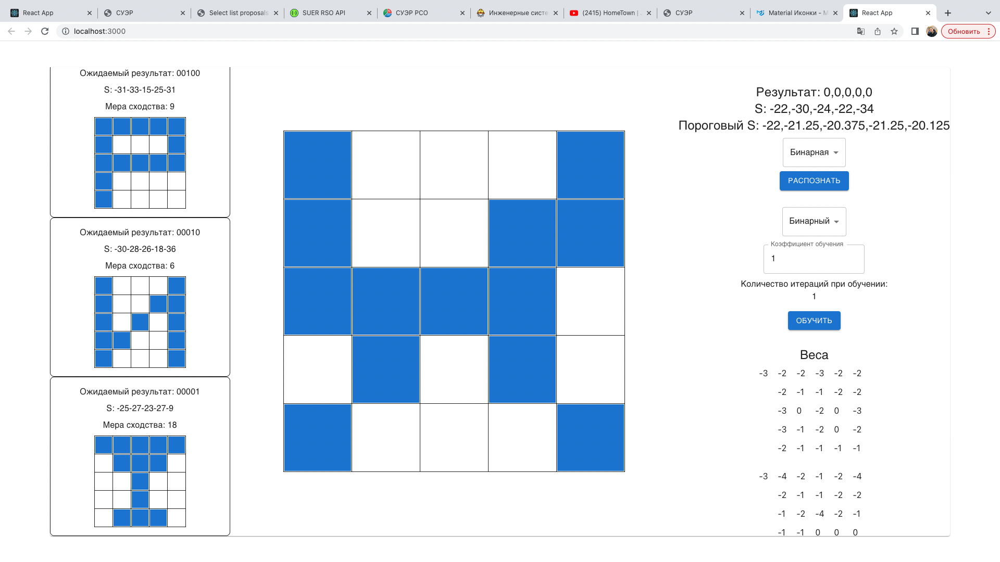 React App
СУЭР
Select list proposals
SUER RSO API
СУЭР РСО
Инженерные систе
(2415) HomeTown |
СУЭР
Material Иконки - M
React App
localhost:3000
Обновить
Ожидаемый результат: 00100
S: -31-33-15-25-31
Мера сходства: 9
Ожидаемый результат: 00010
S: -30-28-26-18-36
Мера сходства: 6
Ожидаемый результат: 00001
S: -25-27-23-27-9
Мера сходства: 18
Результат: 0,0,0,0,0
S: -22,-30,-24,-22,-34
Пороговый S: -22,-21.25,-20.375,-21.25,-20.125
Бинарная
РАСПОЗНАТЬ
Бинарный
Коэффициент обучения
1
Количество итераций при обучении:
1
ОБУЧИТЬ
Веса
-3 -2 -2 -3 -2 -2
-2 -1 -1 -2 -2
-3 0 -2 0 -3
-3 -1 -2 0 -2
-2 -1 -1 -1 -1
-3 -4 -2 -1 -2 -4
-2 -1 -1 -2 -2
-1 -2 -4 -2 -1
-1 -1 0 0 0